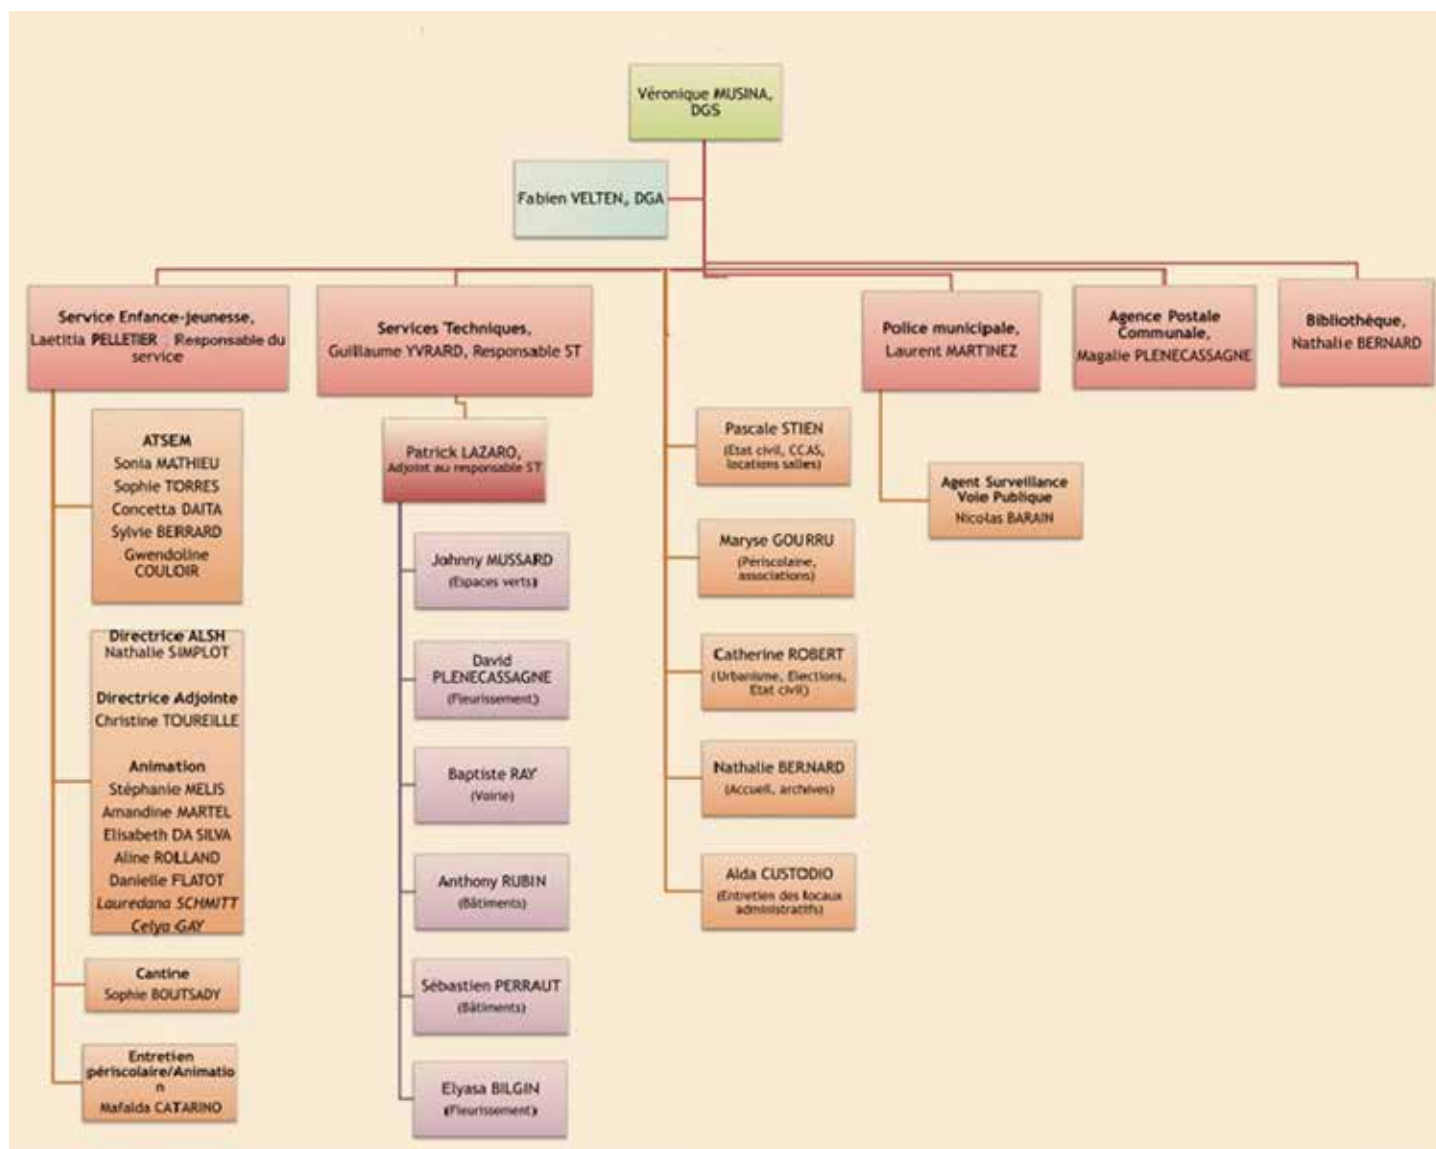 Véronique MUSINA,
DGS
Fabien VELTEN, DGA
Service Enfance-jeunesse,
Laetitia PELLETIER , Responsable du
service
Services Techniques,
Guillaume YVRARD, Responsable ST
Police municipale,
Laurent MARTINEZ
Agence Postale
Communale,
Magalie PLENECASSAGNE
Bibliothèque,
Nathalie BERNARD
ATSEM
Sonia MATHIEU
Sophie TORRES
Concetta DAITA
Sylvie BERRARD
Gwendoline
COULOIR
Directrice ALSH
Nathalie SIMPLOT
Directrice Adjointe
Christine TOUREILLE
Animation
Stéphanie MELIS
Amandine MARTEL
Elisabeth DA SILVA
Aline ROLLAND
Danielle FLATOT
Lauredana SCHMITT
Celya GAY
Cantine
Sophie BOUTSADY
Entretien
périscolaire/Animatio
n
Mafalda CATARINO
Patrick LAZARO,
Adjoint au responsable ST
Johnny MUSSARD
(Espaces verts)
David
PLENECASSAGNE
(Fleurissement)
Baptiste RAY
(Voirie)
Anthony RUBIN
(Bâtiments)
Sébastien PERRAUT
(Bâtiments)
Elyasa BILGIN
(Fleurissement)
Pascale STIEN
(Etat civil, CCAS,
locations salles)
Maryse GOURRU
(Périscolaire,
associations)
Catherine ROBERT
(Urbanisme, Elections,
Etat civil)
Nathalie BERNARD
(Accueil, archives)
Alda CUSTODIO
(Entretien des locaux
administratifs)
Agent Surveillance
Voie Publique
Nicolas BARAIN